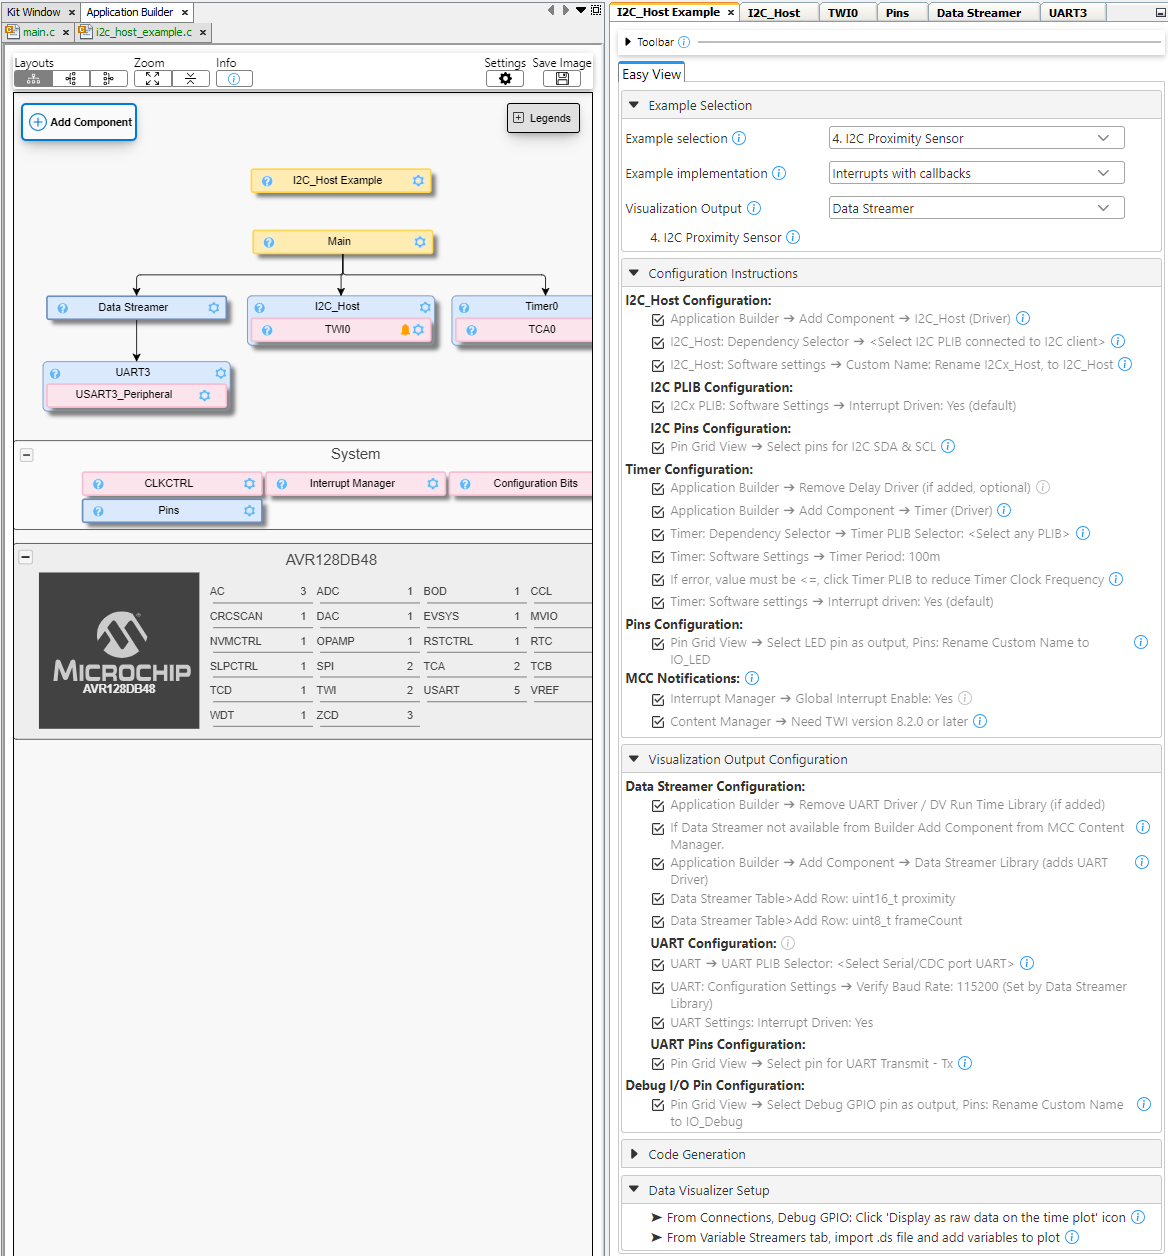 Kit Window × Application Builder ×
main.c × i2c_host_example.c ×
Layouts Zoom Info Settings Save Image
Add Component
Legends
I2C_Host Example
Main
Data Streamer
I2C_Host
TWI0
Timer0
TCA0
UART3
USART3_Peripheral
System
CLKCTRL Interrupt Manager Configuration Bits
Pins
AVR128DB48
MICROCHIP
AVR128DB48
AC 3 ADC 1 BOD 1 CCL
CRCSCAN 1 DAC 1 EVSYS 1 MVIO
NVMCTRL 1 OPAMP 1 RSTCTRL 1 RTC
SLPCTRL 1 SPI 2 TCA 2 TCB
TCD 1 TWI 2 USART 5 VREF
WDT 1 ZCD 3
I2C_Host Example × I2C_Host TWI0 Pins Data Streamer UART3
Toolbar
Easy View
Example Selection
Example selection 4. I2C Proximity Sensor
Example implementation Interrupts with callbacks
Visualization Output Data Streamer
4. I2C Proximity Sensor
Configuration Instructions
I2C_Host Configuration:
Application Builder → Add Component → I2C_Host (Driver)
I2C_Host: Dependency Selector → <Select I2C PLIB connected to I2C client>
I2C_Host: Software settings → Custom Name: Rename I2Cx_Host, to I2C_Host
I2C PLIB Configuration:
I2Cx PLIB: Software Settings → Interrupt Driven: Yes (default)
I2C Pins Configuration:
Pin Grid View → Select pins for I2C SDA & SCL
Timer Configuration:
Application Builder → Remove Delay Driver (if added, optional)
Application Builder → Add Component → Timer (Driver)
Timer: Dependency Selector → Timer PLIB Selector: <Select any PLIB>
Timer: Software Settings → Timer Period: 100m
If error, value must be <=, click Timer PLIB to reduce Timer Clock Frequency
Timer: Software settings → Interrupt driven: Yes (default)
Pins Configuration:
Pin Grid View → Select LED pin as output, Pins: Rename Custom Name to
IO_LED
MCC Notifications:
Interrupt Manager → Global Interrupt Enable: Yes
Content Manager → Need TWI version 8.2.0 or later
Visualization Output Configuration
Data Streamer Configuration:
Application Builder → Remove UART Driver / DV Run Time Library (if added)
If Data Streamer not available from Builder Add Component from MCC Content
Manager.
Application Builder → Add Component → Data Streamer Library (adds UART
Driver)
Data Streamer Table>Add Row: uint16_t proximity
Data Streamer Table>Add Row: uint8_t frameCount
UART Configuration:
UART → UART PLIB Selector: <Select Serial/CDC port UART>
UART: Configuration Settings → Verify Baud Rate: 115200 (Set by Data Streamer
Library)
UART Settings: Interrupt Driven: Yes
UART Pins Configuration:
Pin Grid View → Select pin for UART Transmit - Tx
Debug I/O Pin Configuration:
Pin Grid View → Select Debug GPIO pin as output, Pins: Rename Custom Name
to IO_Debug
Code Generation
Data Visualizer Setup
➤ From Connections, Debug GPIO: Click 'Display as raw data on the time plot' icon
➤ From Variable Streamers tab, import .ds file and add variables to plot